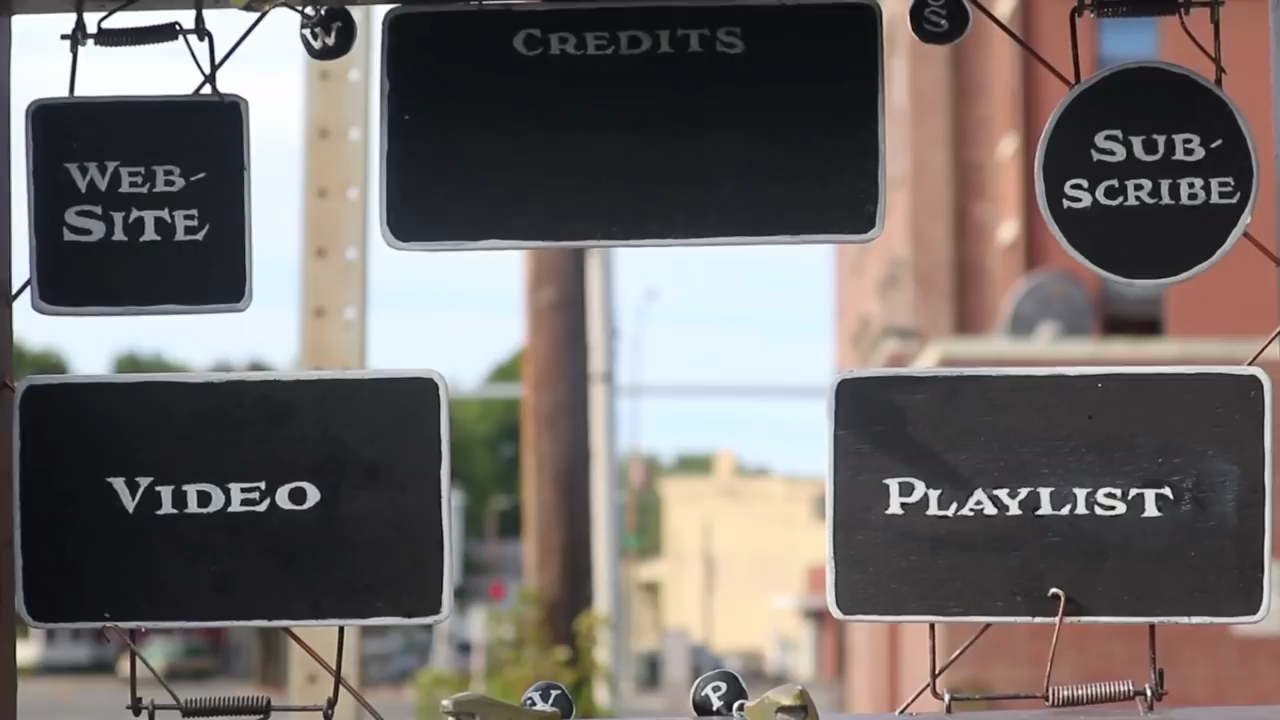 W
CREDITS
S
WEB-
SITE
SUB-
SCRIBE
VIDEO
PLAYLIST
V
P